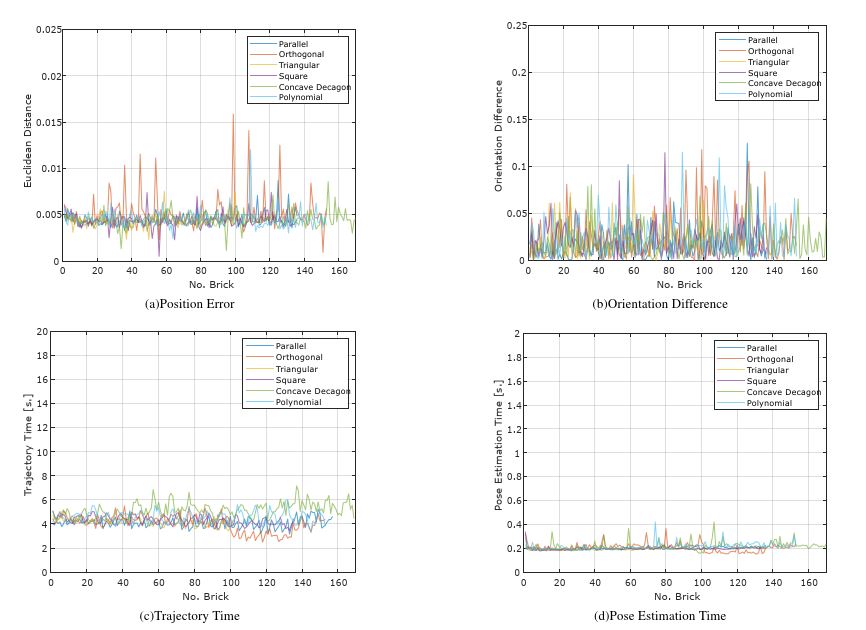 0.025
0.02
0.015
0.01
0.005
0
Euclidean Distance
Parallel
Orthogonal
Triangular
Square
Concave Decagon
Polynomial
0 20 40 60 80 100 120 140 160
No. Brick
(a)Position Error
0.25
0.2
0.15
0.1
0.05
0
Orientation Difference
Parallel
Orthogonal
Triangular
Square
Concave Decagon
Polynomial
0 20 40 60 80 100 120 140 160
No. Brick
(b)Orientation Difference
20
18
16
14
12
10
8
6
4
2
0
Trajectory Time [s.]
Parallel
Orthogonal
Triangular
Square
Concave Decagon
Polynomial
0 20 40 60 80 100 120 140 160
No. Brick
(c)Trajectory Time
2
1.8
1.6
1.4
1.2
1
0.8
0.6
0.4
0.2
0
Pose Estimation Time [s.]
Parallel
Orthogonal
Triangular
Square
Concave Decagon
Polynomial
0 20 40 60 80 100 120 140 160
No. Brick
(d)Pose Estimation Time